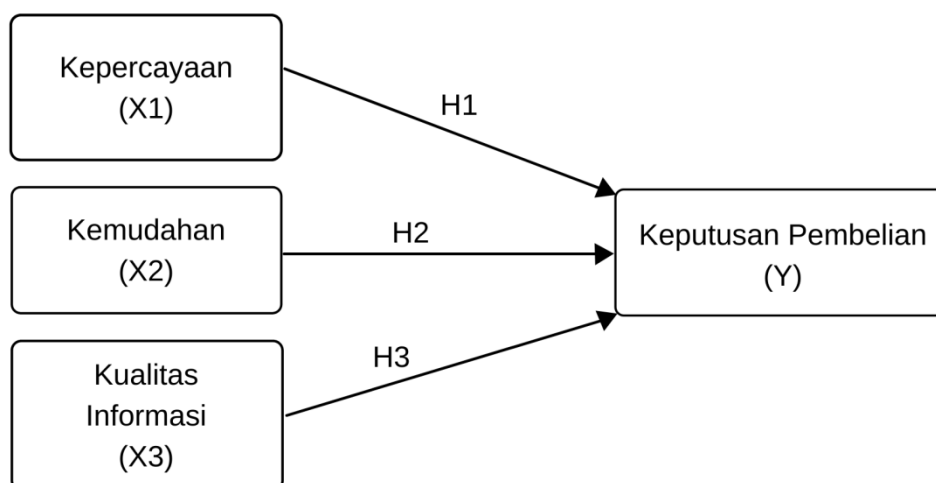 Kepercayaan
(X1)
H1
Kemudahan
(X2)
H2
Keputusan Pembelian
(Y)
Kualitas
Informasi
(X3)
H3